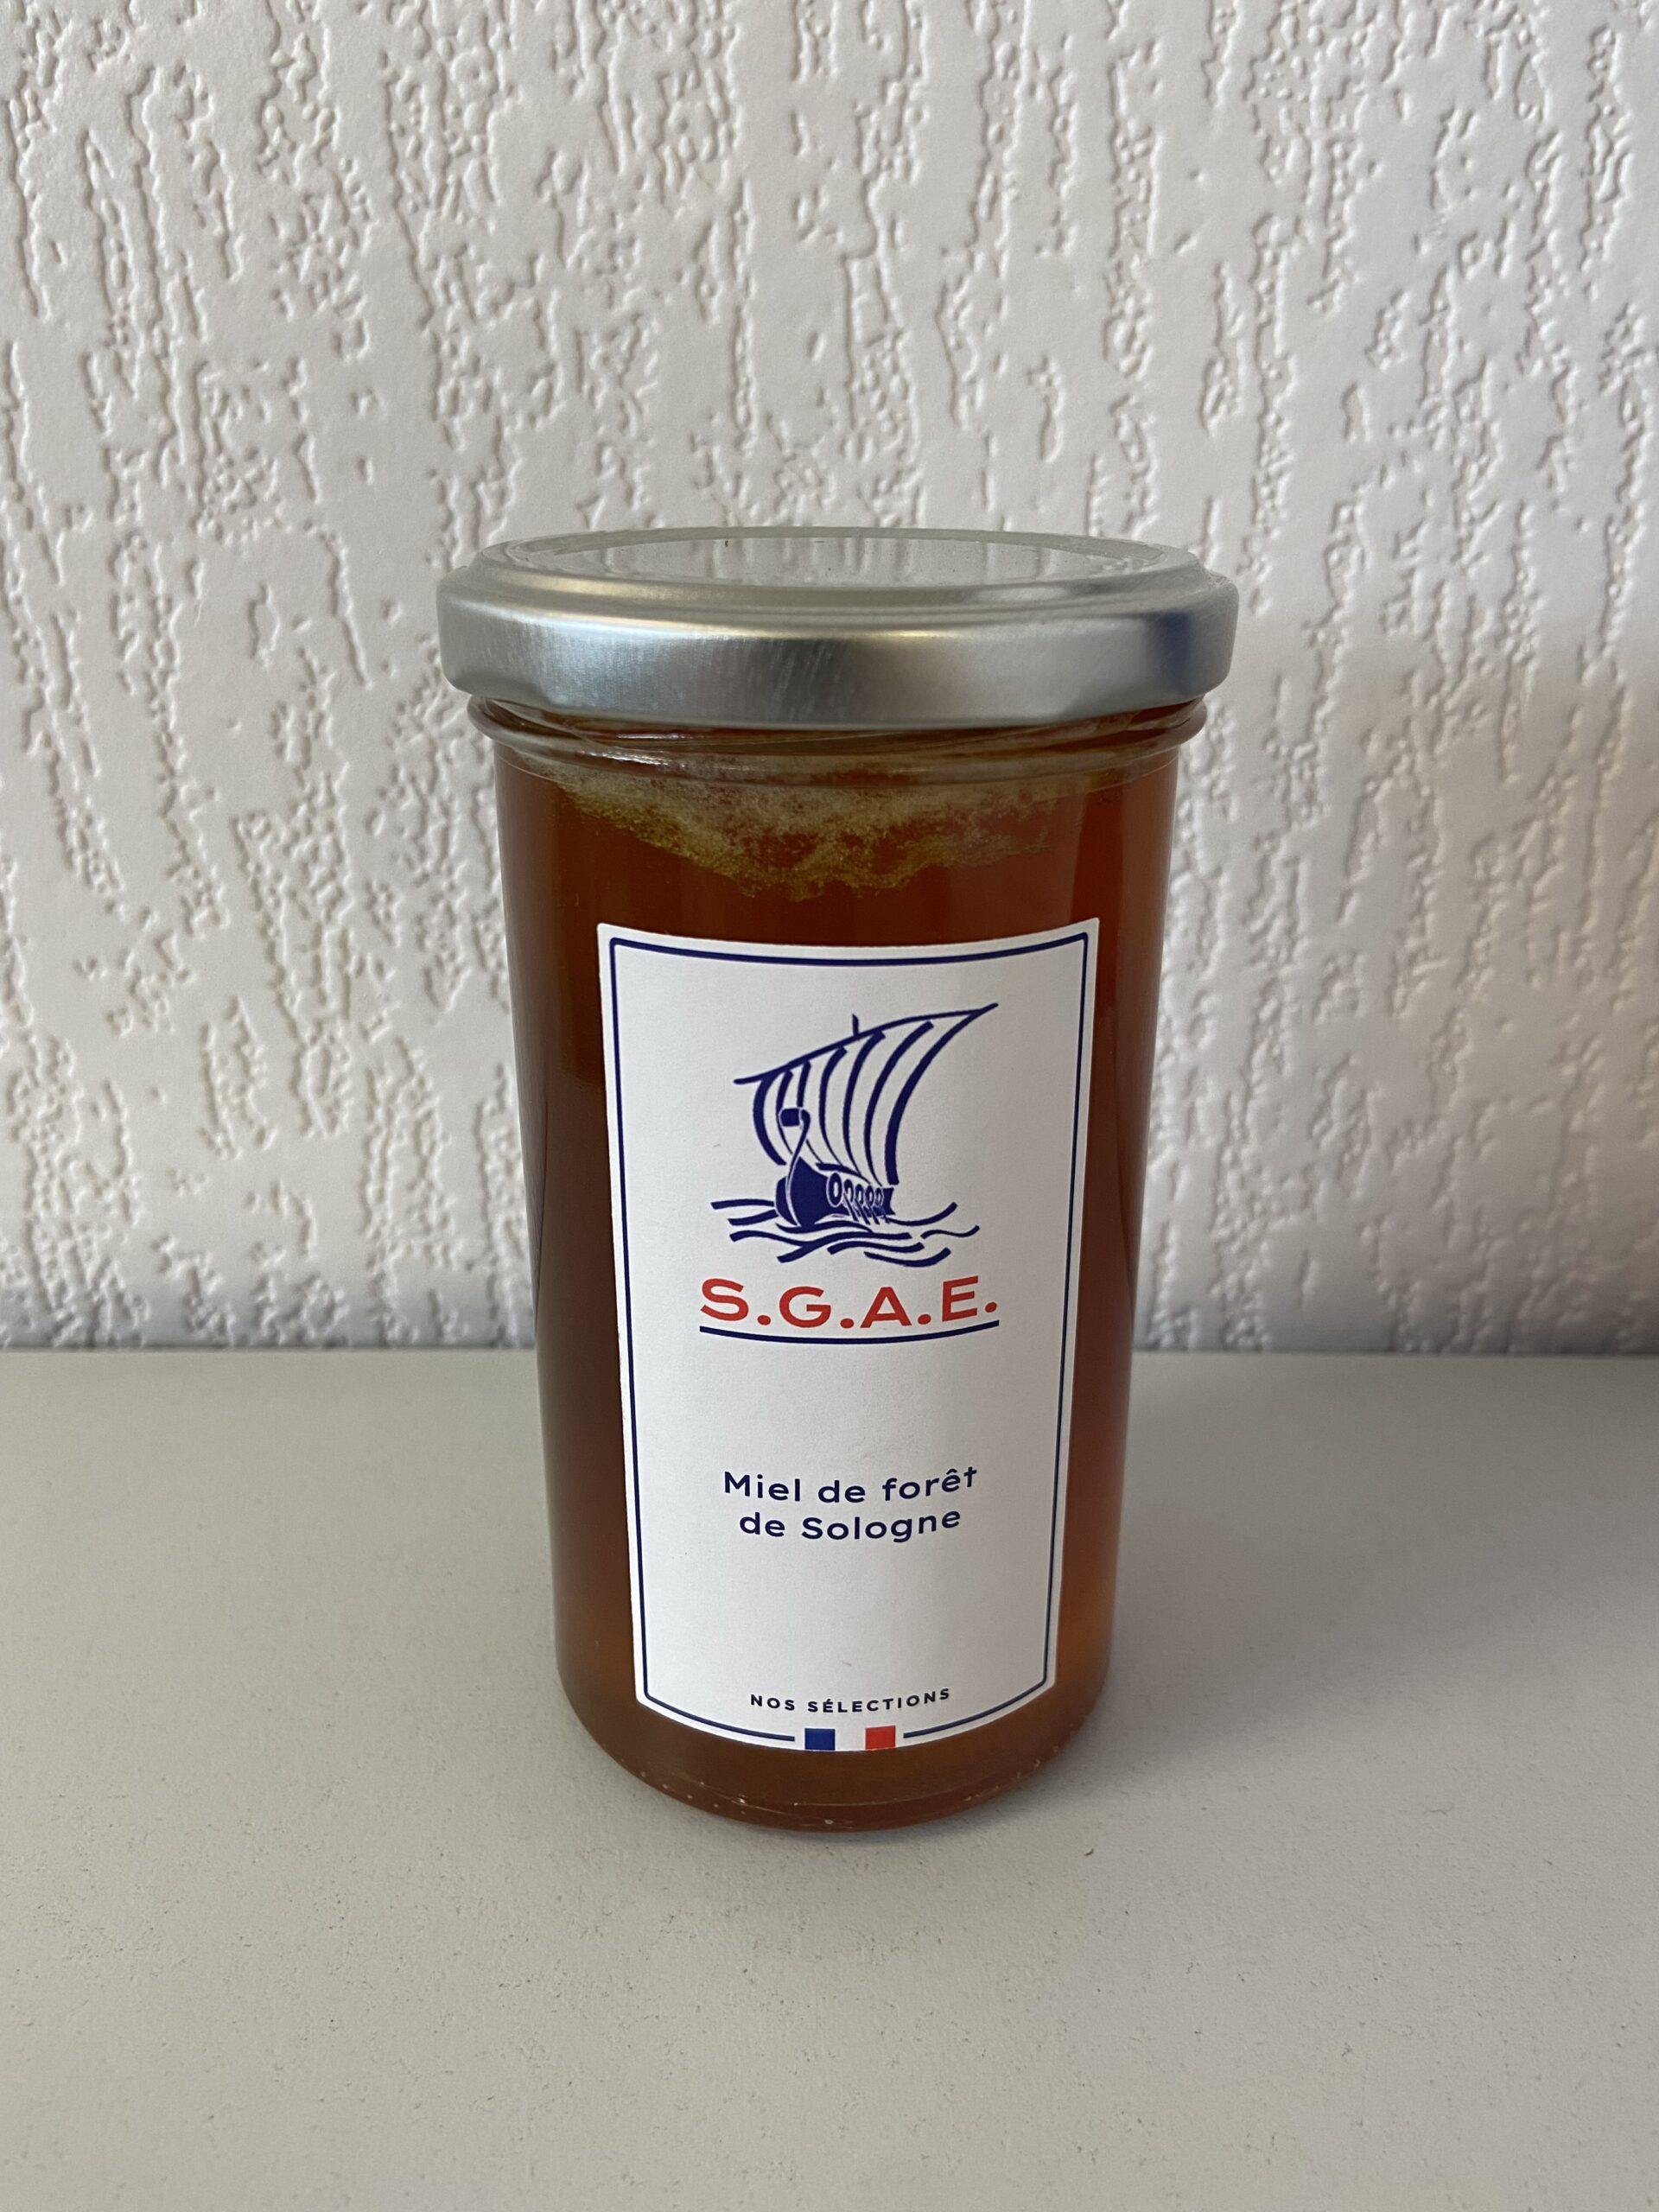 S.G.A.E.
Miel de forêt
de Sologne
NOS SÉLECTIONS